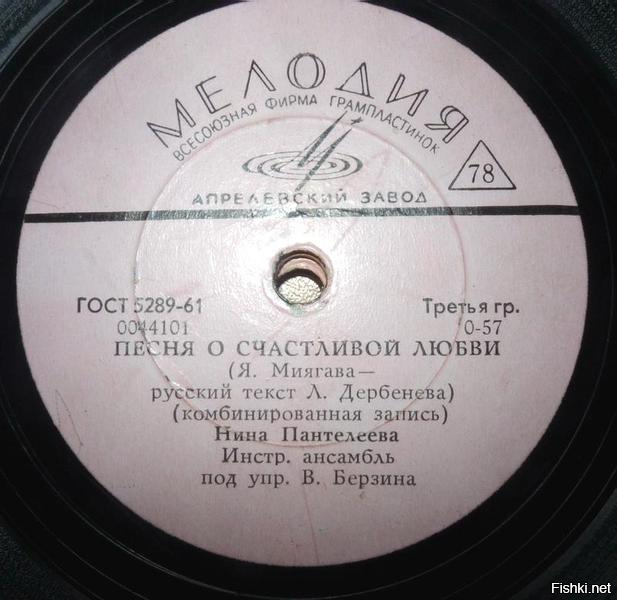 МЕЛОДИЯ
ВСЕСОЮЗНАЯ ФИРМА ГРАМПЛАСТИНОК
78
АПРЕЛЕВСКИЙ ЗАВОД
ГОСТ 5289-61 Третья гр.
0044101 0-57
ПЕСНЯ О СЧАСТЛИВОЙ ЛЮБВИ
(Я. Миягава—
русский текст Л. Дербенева)
(комбинированная запись)
Нина Пантелеева
Инстр. ансамбль
под упр. В. Берзина
Fishki.net